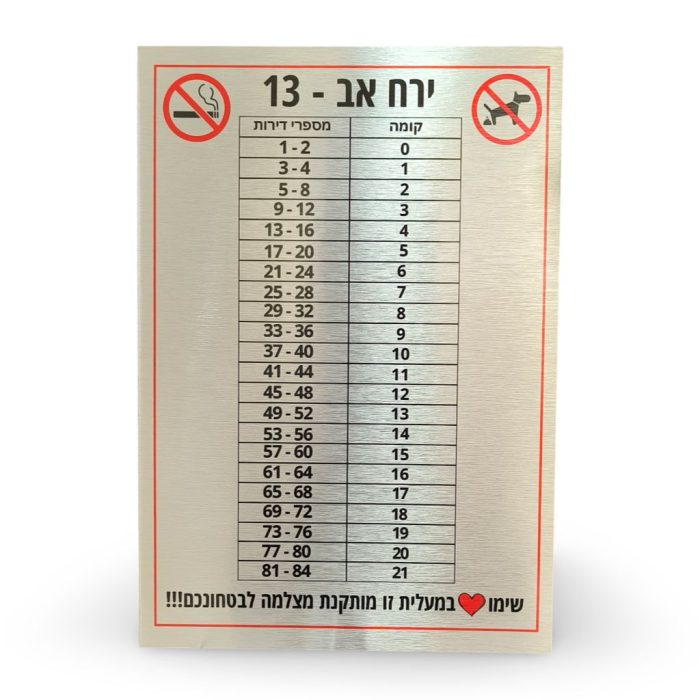 ירח אב - 13
קומה מספרי דירות
0 1 - 2
1 3 - 4
2 5 - 8
3 9 - 12
4 13 - 16
5 17 - 20
6 21 - 24
7 25 - 28
8 29 - 32
9 33 - 36
10 37 - 40
11 41 - 44
12 45 - 48
13 49 - 52
14 53 - 56
15 57 - 60
16 61 - 64
17 65 - 68
18 69 - 72
19 73 - 76
20 77 - 80
21 81 - 84
שימו ❤ במעלית זו מותקנת מצלמה לבטחונכם!!!